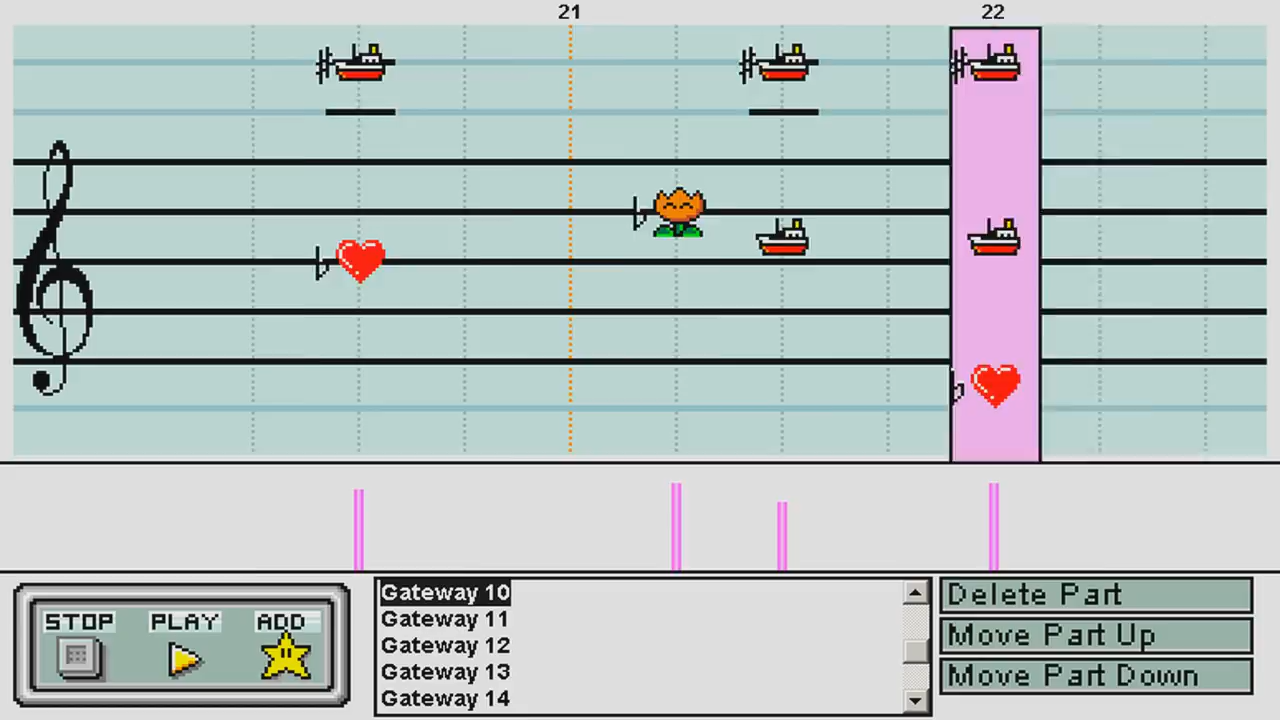 21 22
STOP PLAY ADD
Gateway 10
Gateway 11
Gateway 12
Gateway 13
Gateway 14
Delete Part
Move Part Up
Move Part Down